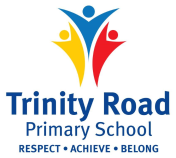 Trinity Road
Primary School
RESPECT • ACHIEVE • BELONG